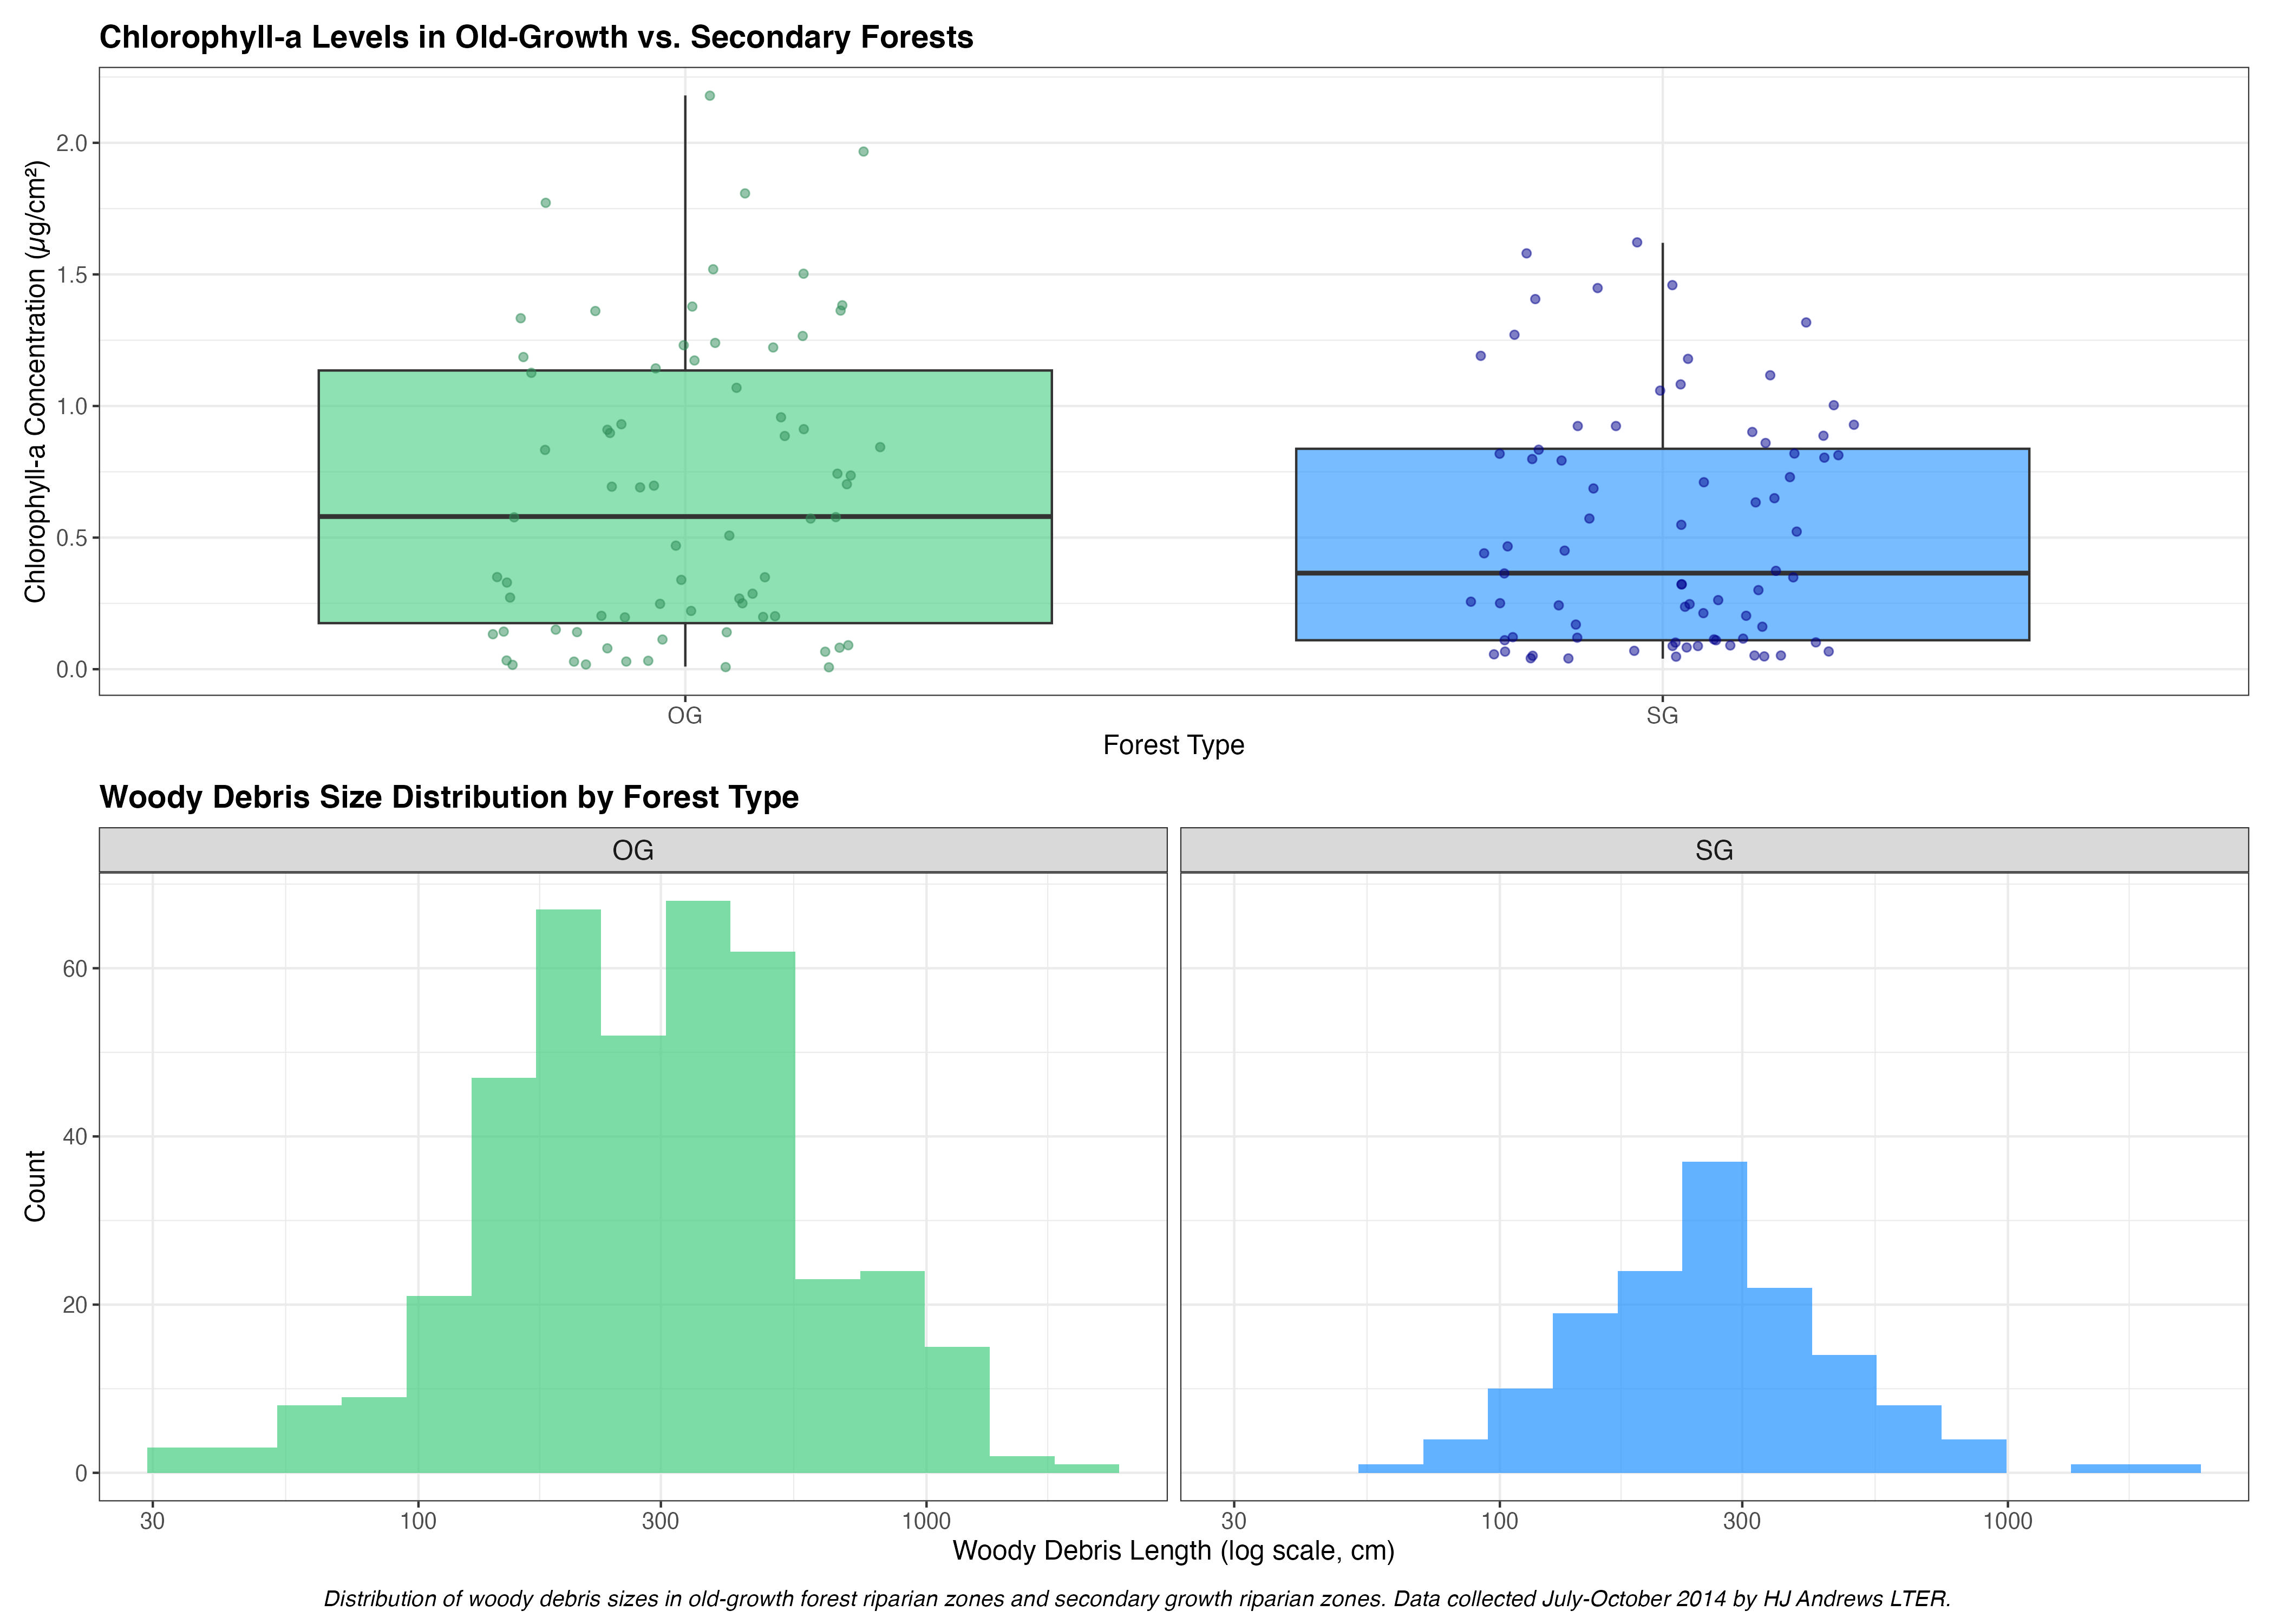 Chlorophyll-a Levels in Old-Growth vs. Secondary Forests
Chlorophyll-a Concentration (µg/cm²)
2.0
1.5
1.0
0.5
0.0
OG
SG
Forest Type
Woody Debris Size Distribution by Forest Type
OG
SG
Count
60
40
20
0
30
100
300
1000
30
100
300
1000
Woody Debris Length (log scale, cm)
Distribution of woody debris sizes in old-growth forest riparian zones and secondary growth riparian zones. Data collected July-October 2014 by HJ Andrews LTER.